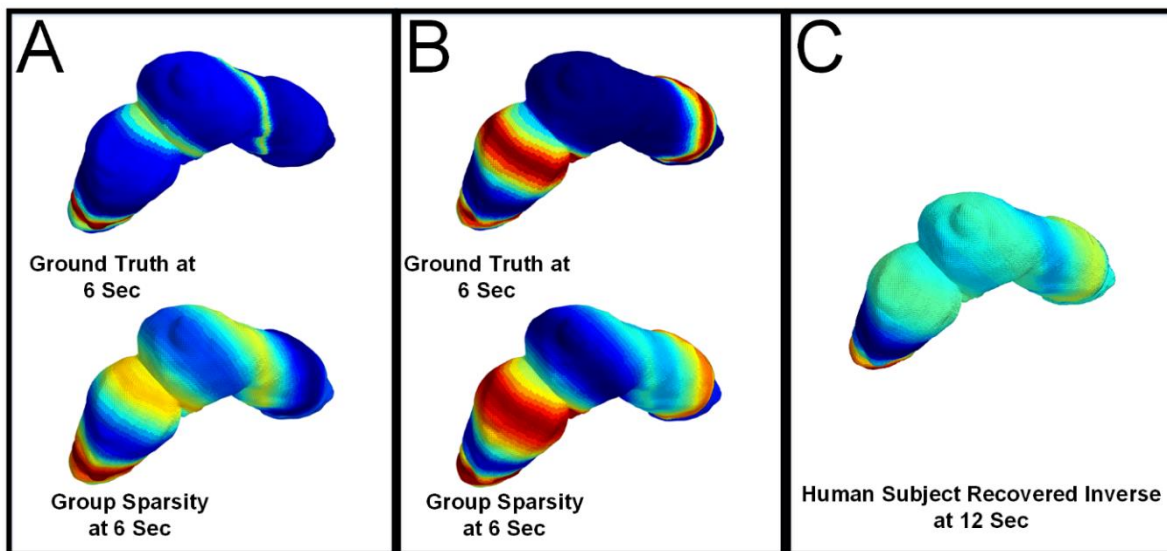 A
Ground Truth at
6 Sec
Group Sparsity
at 6 Sec
B
Ground Truth at
6 Sec
Group Sparsity
at 6 Sec
C
Human Subject Recovered Inverse
at 12 Sec